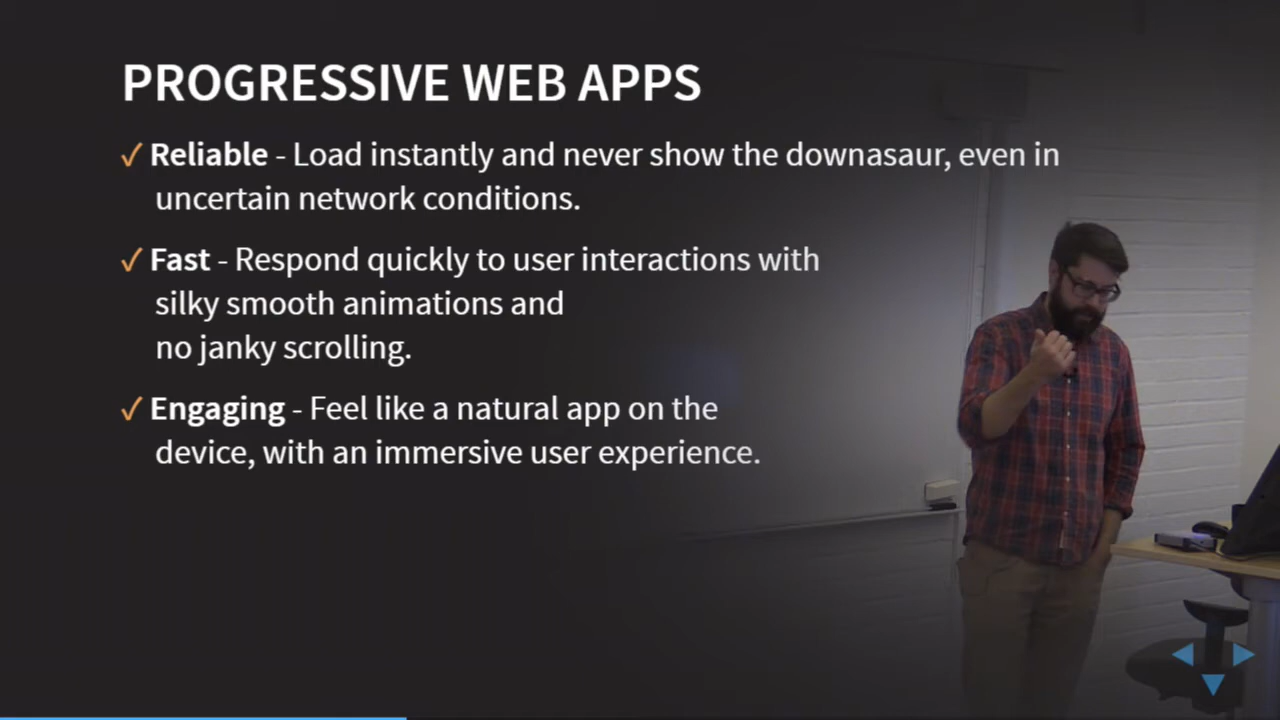 PROGRESSIVE WEB APPS
✓ Reliable - Load instantly and never show the downasaur, even in
uncertain network conditions.
✓ Fast - Respond quickly to user interactions with
silky smooth animations and
no janky scrolling.
✓ Engaging - Feel like a natural app on the
device, with an immersive user experience.